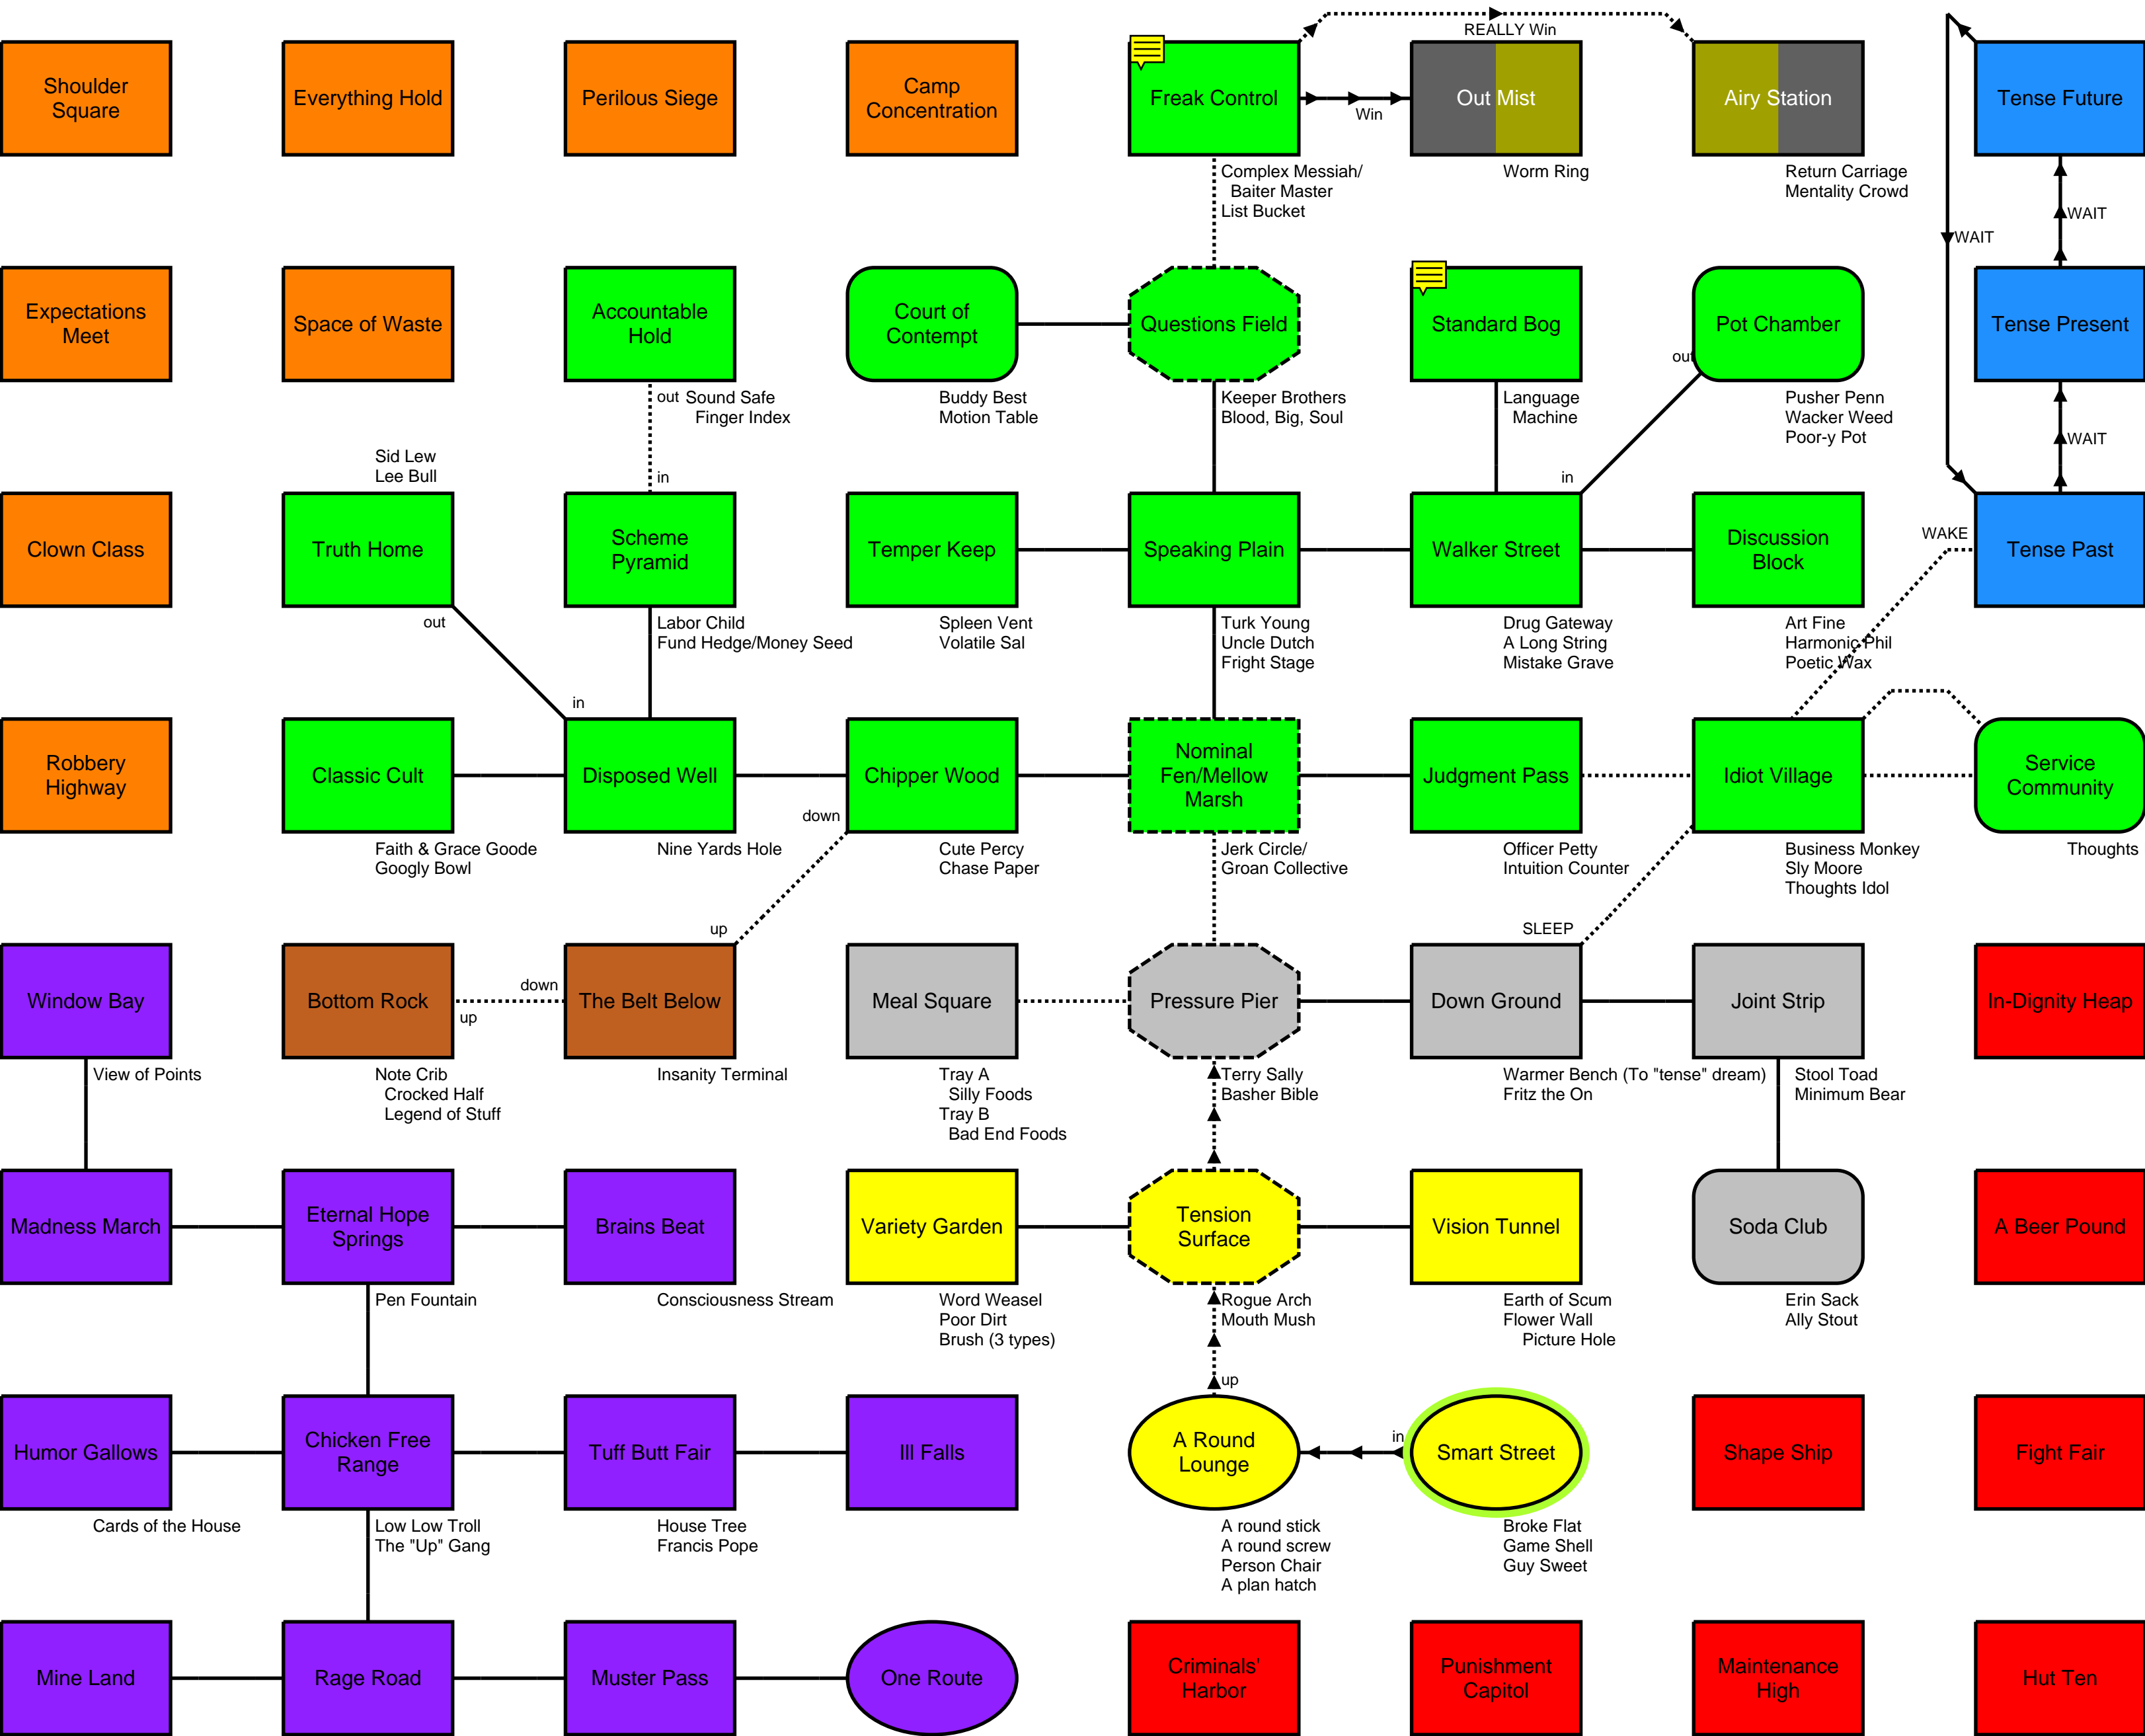 REALLY Win
Shoulder
Square
Everything Hold
Perilous Siege
Camp
Concentration
Freak Control
Win
Out Mist
Airy Station
Tense Future
Complex Messiah/
Baiter Master
List Bucket
Worm Ring
Return Carriage
Mentality Crowd
WAIT
WAIT
Expectations
Meet
Space of Waste
Accountable
Hold
Court of
Contempt
Questions Field
Standard Bog
Pot Chamber
Tense Present
out
out
Sound Safe
Finger Index
Buddy Best
Motion Table
Keeper Brothers
Blood, Big, Soul
Language
Machine
Pusher Penn
Wacker Weed
Poor-y Pot
WAIT
Sid Lew
Lee Bull
in
in
Clown Class
Truth Home
Scheme
Pyramid
Temper Keep
Speaking Plain
Walker Street
Discussion
Block
WAKE
Tense Past
out
Labor Child
Fund Hedge/Money Seed
Spleen Vent
Volatile Sal
Turk Young
Uncle Dutch
Fright Stage
Drug Gateway
A Long String
Mistake Grave
Art Fine
Harmonic Phil
Poetic Wax
in
Robbery
Highway
Classic Cult
Disposed Well
Chipper Wood
Nominal
Fen/Mellow
Marsh
Judgment Pass
Idiot Village
Service
Community
down
Faith & Grace Goode
Googly Bowl
Nine Yards Hole
Cute Percy
Chase Paper
Jerk Circle/
Groan Collective
Officer Petty
Intuition Counter
Business Monkey
Sly Moore
Thoughts Idol
Thoughts
up
SLEEP
Window Bay
Bottom Rock
down
up
The Belt Below
Meal Square
Pressure Pier
Down Ground
Joint Strip
In-Dignity Heap
View of Points
Note Crib
Crocked Half
Legend of Stuff
Insanity Terminal
Tray A
Silly Foods
Tray B
Bad End Foods
Terry Sally
Basher Bible
Warmer Bench (To "tense" dream)
Fritz the On
Stool Toad
Minimum Bear
Madness March
Eternal Hope
Springs
Brains Beat
Variety Garden
Tension
Surface
Vision Tunnel
Soda Club
A Beer Pound
Pen Fountain
Consciousness Stream
Word Weasel
Poor Dirt
Brush (3 types)
Rogue Arch
Mouth Mush
Earth of Scum
Flower Wall
Picture Hole
Erin Sack
Ally Stout
up
Humor Gallows
Chicken Free
Range
Tuff Butt Fair
Ill Falls
A Round
Lounge
in
Smart Street
Shape Ship
Fight Fair
Cards of the House
Low Low Troll
The "Up" Gang
House Tree
Francis Pope
A round stick
A round screw
Person Chair
A plan hatch
Broke Flat
Game Shell
Guy Sweet
Mine Land
Rage Road
Muster Pass
One Route
Criminals'
Harbor
Punishment
Capitol
Maintenance
High
Hut Ten